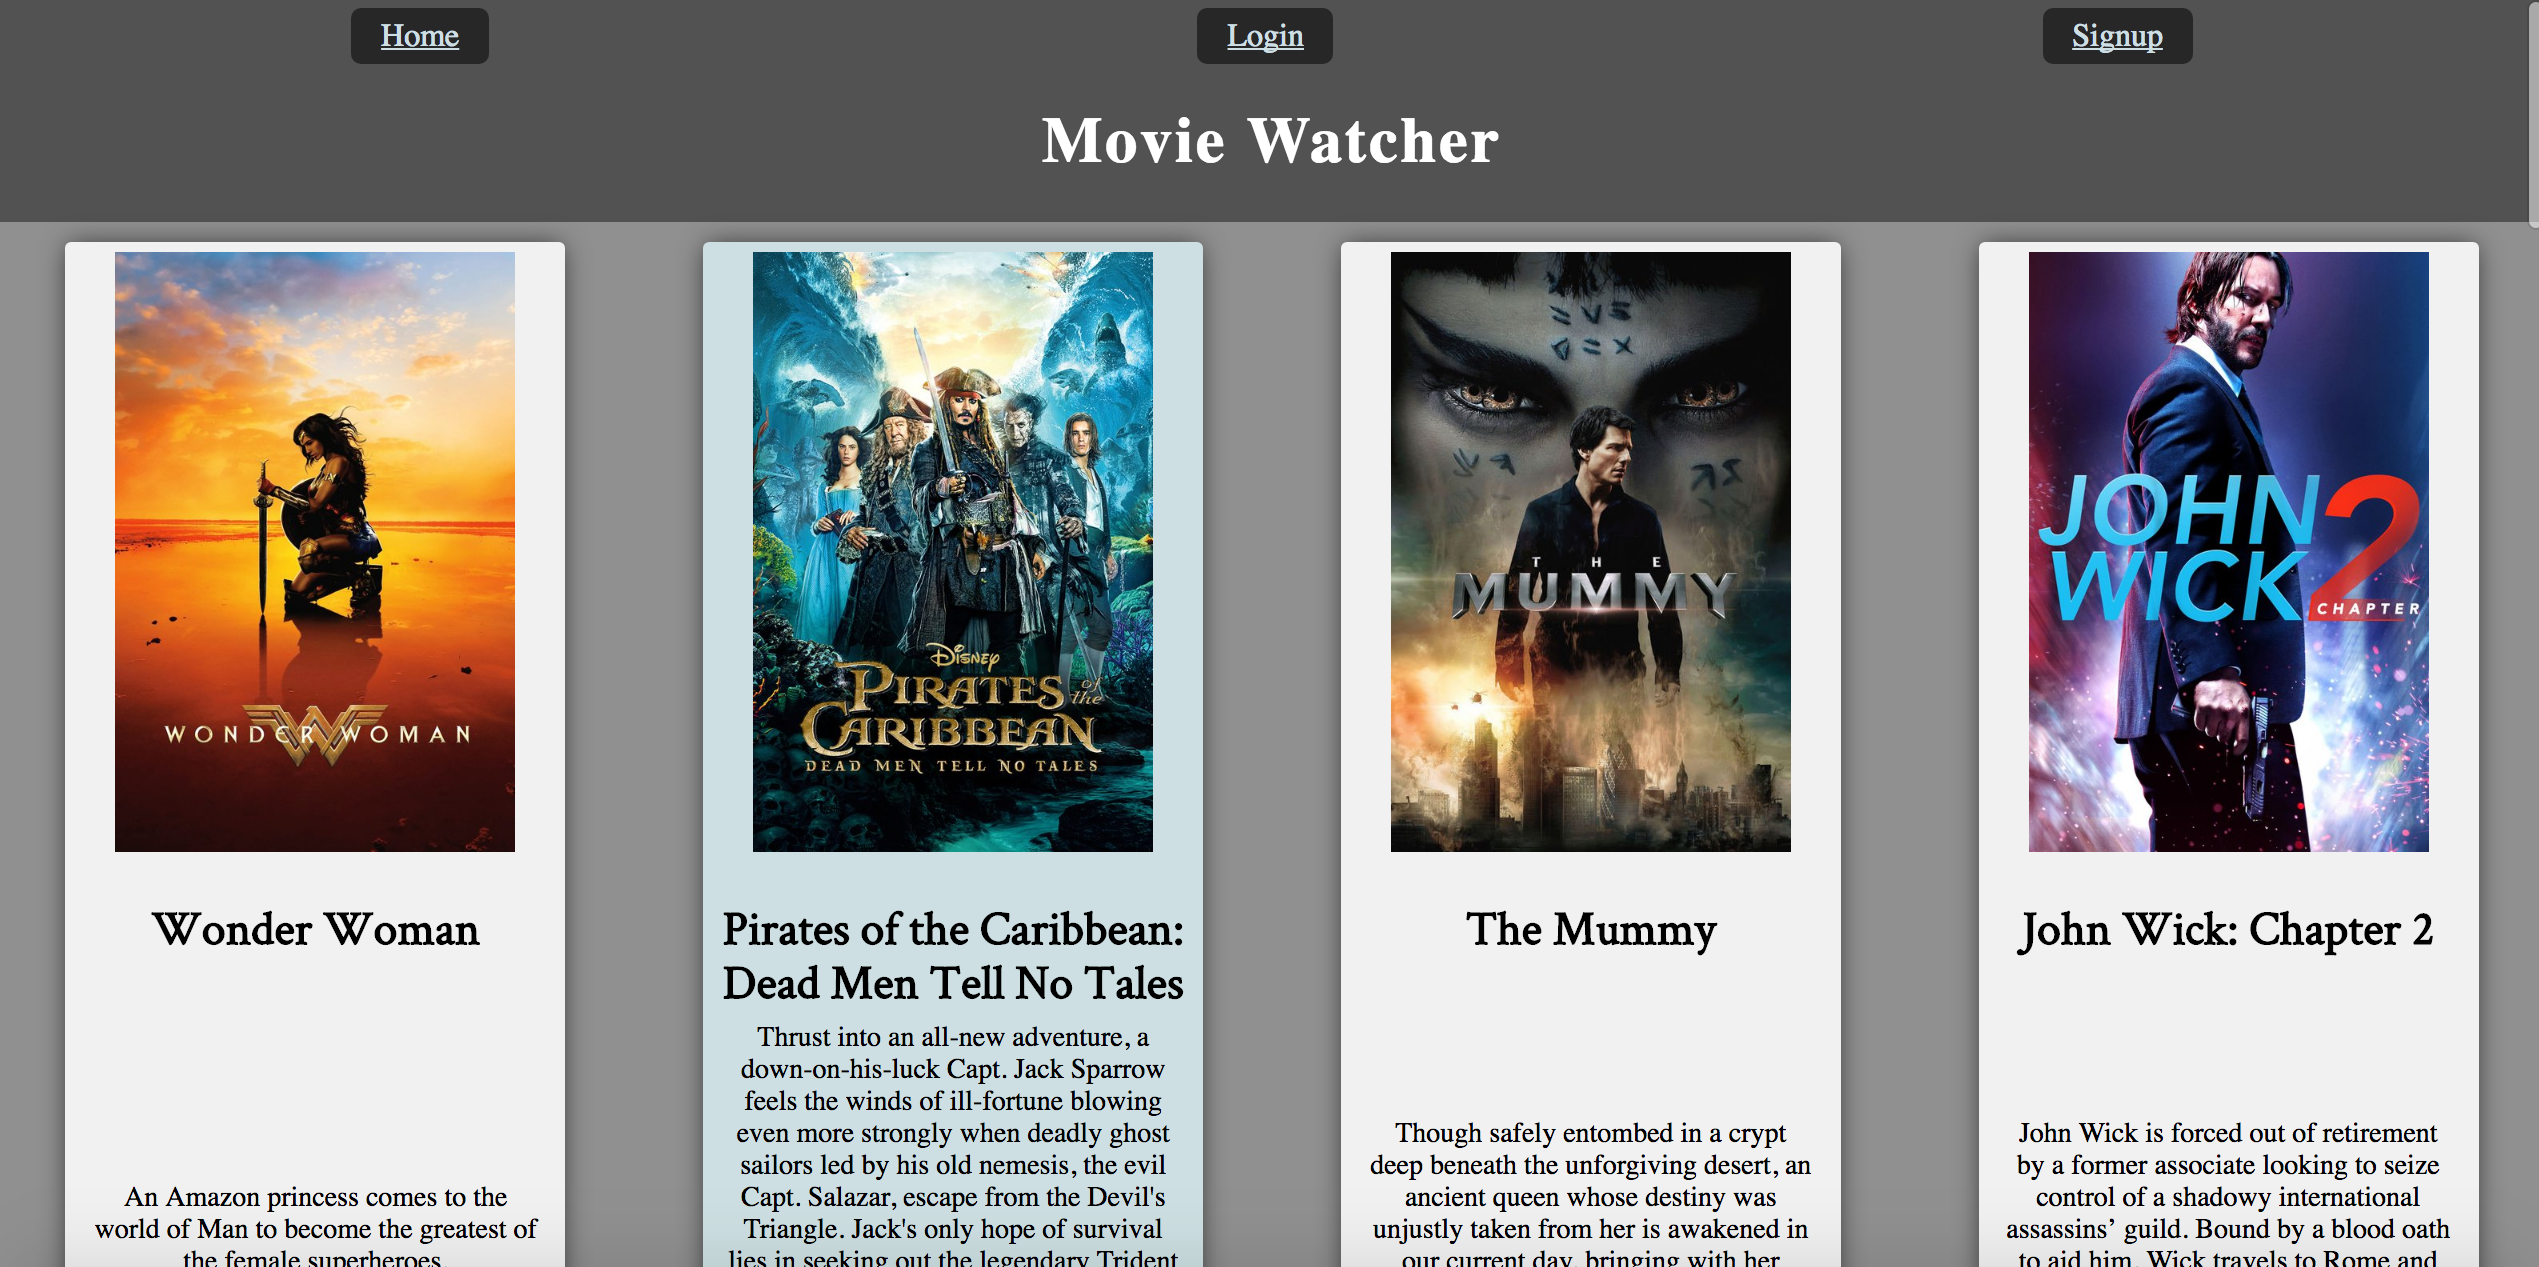 Home
Login
Signup
Movie Watcher
WONDER WOMAN
DISNEY
PIRATES of the
CARIBBEAN
DEAD MEN TELL NO TALES
THE
MUMMY
JOHN
WICK 2
CHAPTER
Wonder Woman
An Amazon princess comes to the
world of Man to become the greatest of
the female superheroes.
Pirates of the Caribbean:
Dead Men Tell No Tales
Thrust into an all-new adventure, a
down-on-his-luck Capt. Jack Sparrow
feels the winds of ill-fortune blowing
even more strongly when deadly ghost
sailors led by his old nemesis, the evil
Capt. Salazar, escape from the Devil's
Triangle. Jack's only hope of survival
lies in seeking out the legendary Trident
The Mummy
Though safely entombed in a crypt
deep beneath the unforgiving desert, an
ancient queen whose destiny was
unjustly taken from her is awakened in
our current day, bringing with her
John Wick: Chapter 2
John Wick is forced out of retirement
by a former associate looking to seize
control of a shadowy international
assassins’ guild. Bound by a blood oath
to aid him, Wick travels to Rome and